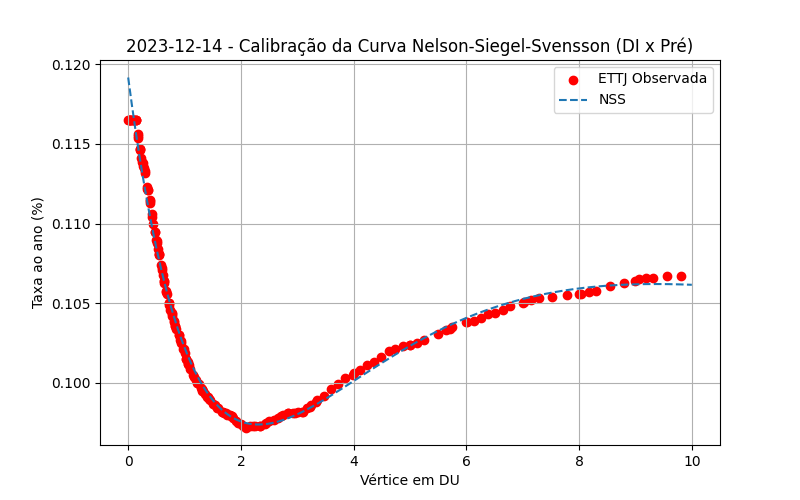 2023-12-14 - Calibração da Curva Nelson-Siegel-Svensson (DI x Pré)
0.120
0.115
0.110
0.105
0.100
Taxa ao ano (%)
ETTJ Observada
NSS
0 2 4 6 8 10
Vértice em DU